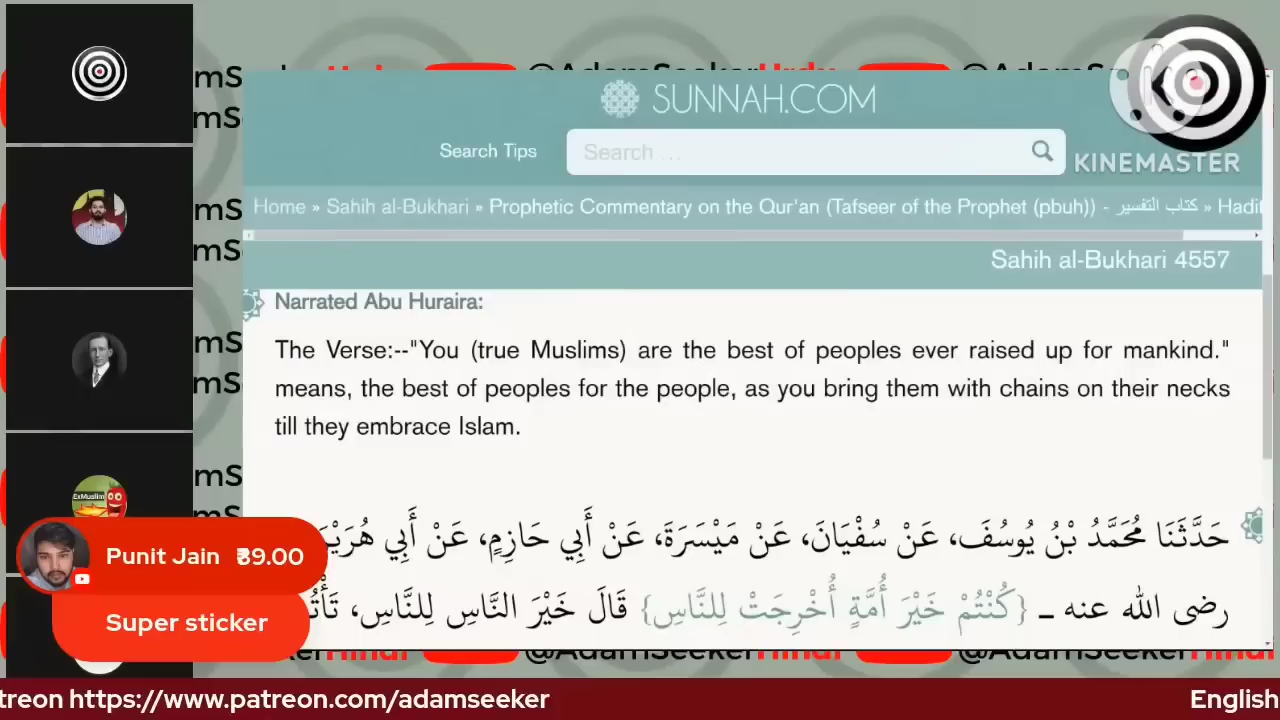 @AdamSeekerUrdu
SUNNAH.COM
Search Tips
Search ...
KINEMASTER
Home » Sahih al-Bukhari » Prophetic Commentary on the Qur'an (Tafseer of the Prophet (pbuh)) - كتاب التفسير » Hadit
Sahih al-Bukhari 4557
Narrated Abu Huraira:
The Verse:--"You (true Muslims) are the best of peoples ever raised up for mankind."
means, the best of peoples for the people, as you bring them with chains on their necks
till they embrace Islam.
حَدَّثَنَا مُحَمَّدُ بْنُ يُوسُفَ، عَنْ سُفْيَانَ، عَنْ مَيْسَرَةَ، عَنْ أَبِي حَازِمٍ، عَنْ أَبِي هُرَيْ
رضى الله عنه ـ {كُنْتُمْ خَيْرَ أُمَّةٍ أُخْرِجَتْ لِلنَّاسِ} قَالَ خَيْرَ النَّاسِ لِلنَّاسِ، تَأْتُ
ExMuslim
Punit Jain ₹39.00
Super sticker
@AdamSeekerHindi
treon https://www.patreon.com/adamseeker
English